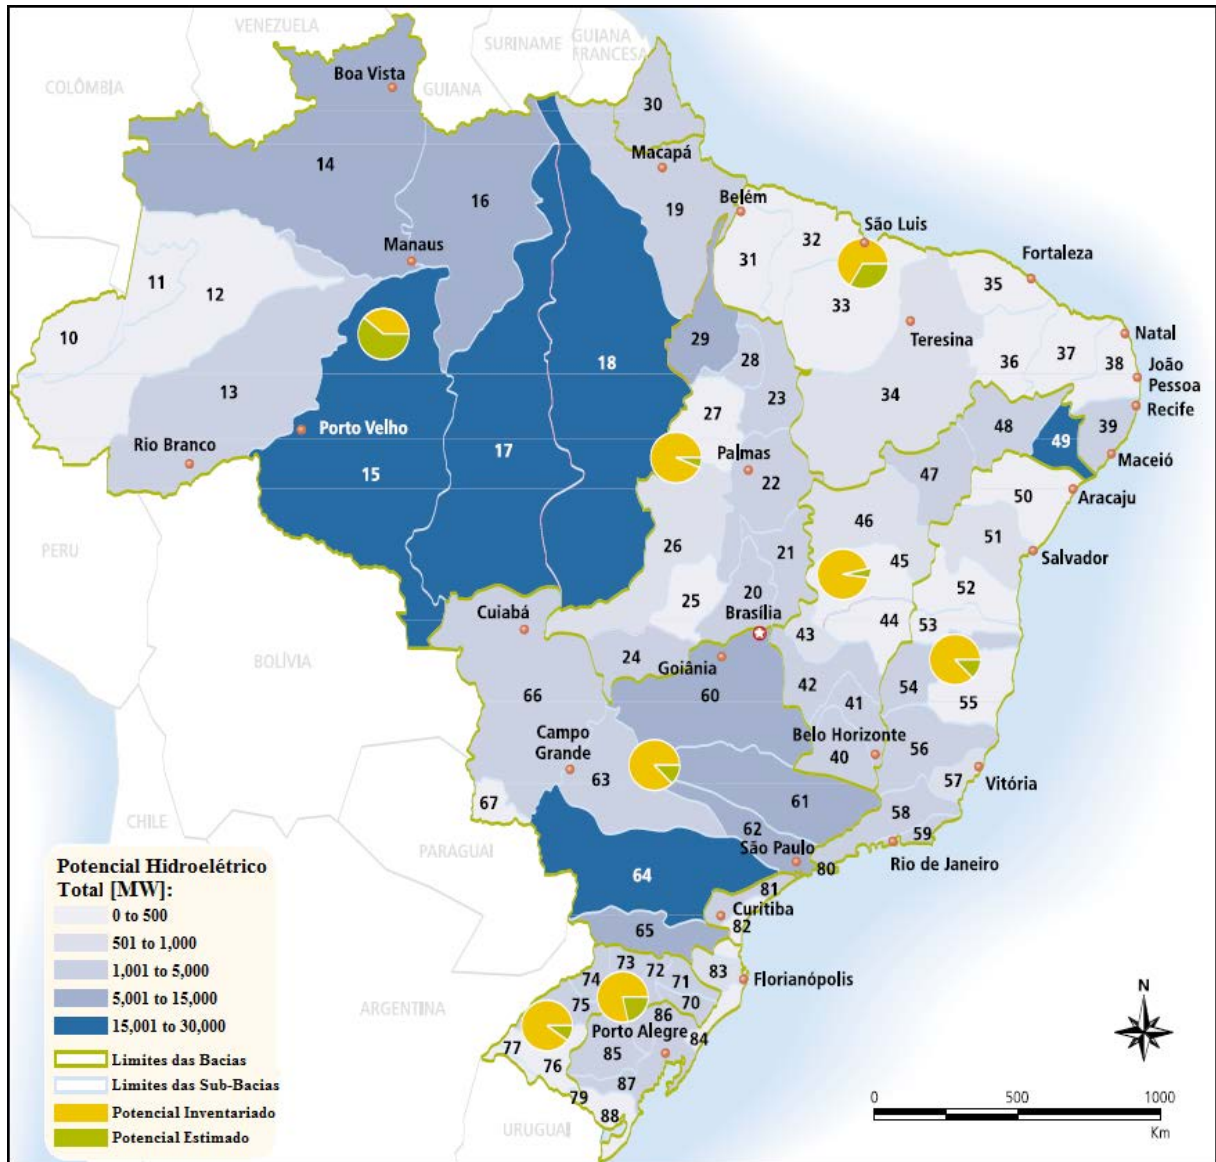 VENEZUELA
SURINAME
GUIANA
FRANCESA
COLÔMBIA
GUIANA
Boa Vista
30
14
16
Macapá
19
Belém
32
São Luis
31
Manaus
Fortaleza
11
12
33
35
10
29
28
18
Teresina
Natal
36
37
38
João
Pessoa
13
27
23
34
Recife
Rio Branco
Porto Velho
17
15
48
49
39
Palmas
Maceió
22
47
50
Aracaju
46
51
PERU
26
21
45
Salvador
25
20
52
Cuiabá
Brasília
44
53
43
BOLÍVIA
24
Goiânia
42
54
66
60
41
55
Campo
Grande
Belo Horizonte
56
40
63
57
Vitória
67
61
58
CHILE
62
59
PARAGUAI
São Paulo
80
Rio de Janeiro
64
81
Curitiba
82
65
73
72
83
Florianópolis
74
71
75
70
ARGENTINA
86
Porto Alegre
84
77
85
76
87
79
88
URUGUAI
Potencial Hidroelétrico
Total [MW]:
0 to 500
501 to 1,000
1,001 to 5,000
5,001 to 15,000
15,001 to 30,000
Limites das Bacias
Limites das Sub-Bacias
Potencial Inventariado
Potencial Estimado
N
0 500 1000
Km